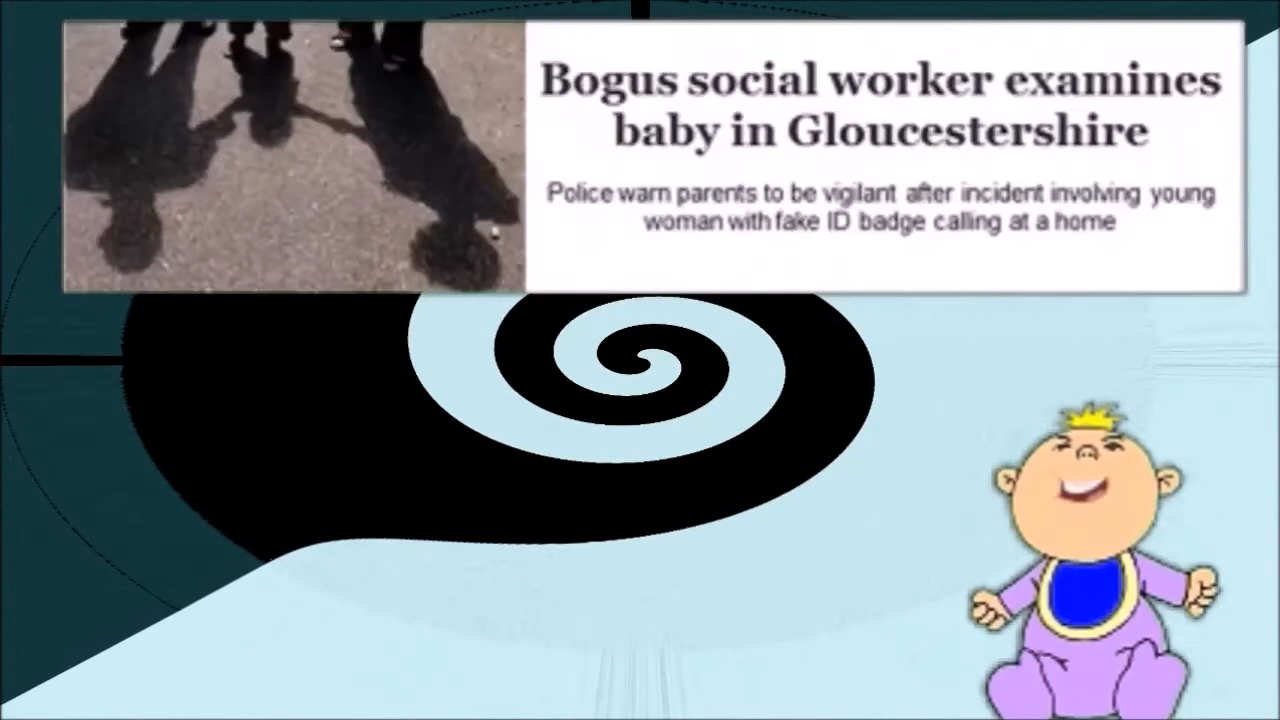 Bogus social worker examines
baby in Gloucestershire
Police warn parents to be vigilant after incident involving young
woman with fake ID badge calling at a home